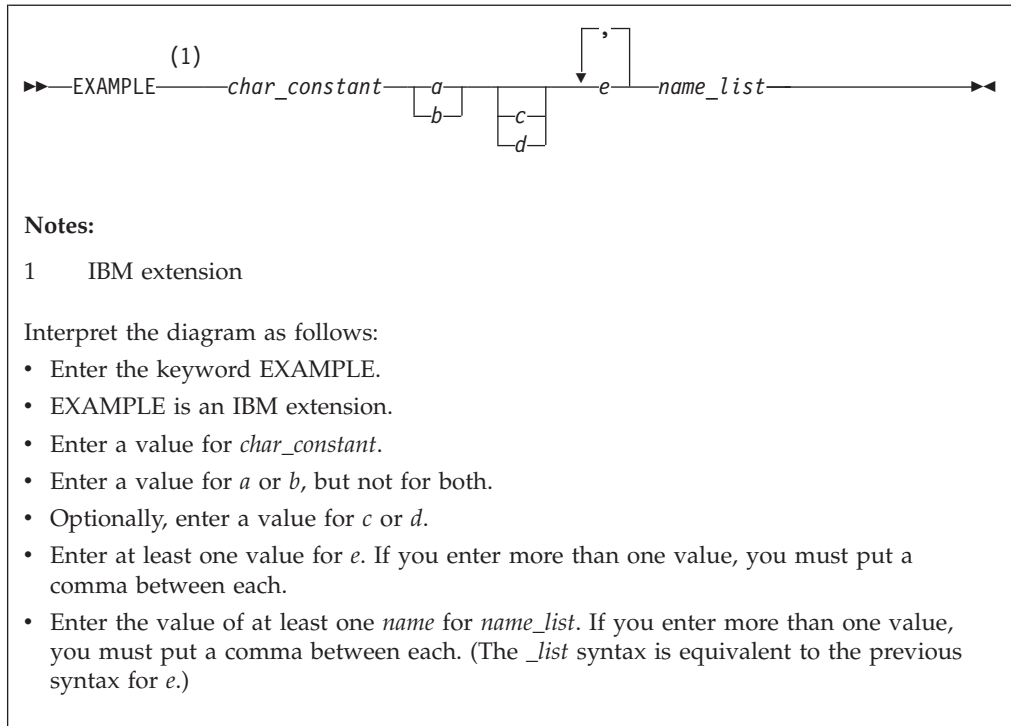 ,
(1)
EXAMPLE char_constant a e name_list
b c
d
Notes:
1 IBM extension
Interpret the diagram as follows:
• Enter the keyword EXAMPLE.
• EXAMPLE is an IBM extension.
• Enter a value for char_constant.
• Enter a value for a or b, but not for both.
• Optionally, enter a value for c or d.
• Enter at least one value for e. If you enter more than one value, you must put a
comma between each.
• Enter the value of at least one name for name_list. If you enter more than one value,
you must put a comma between each. (The _list syntax is equivalent to the previous
syntax for e.)